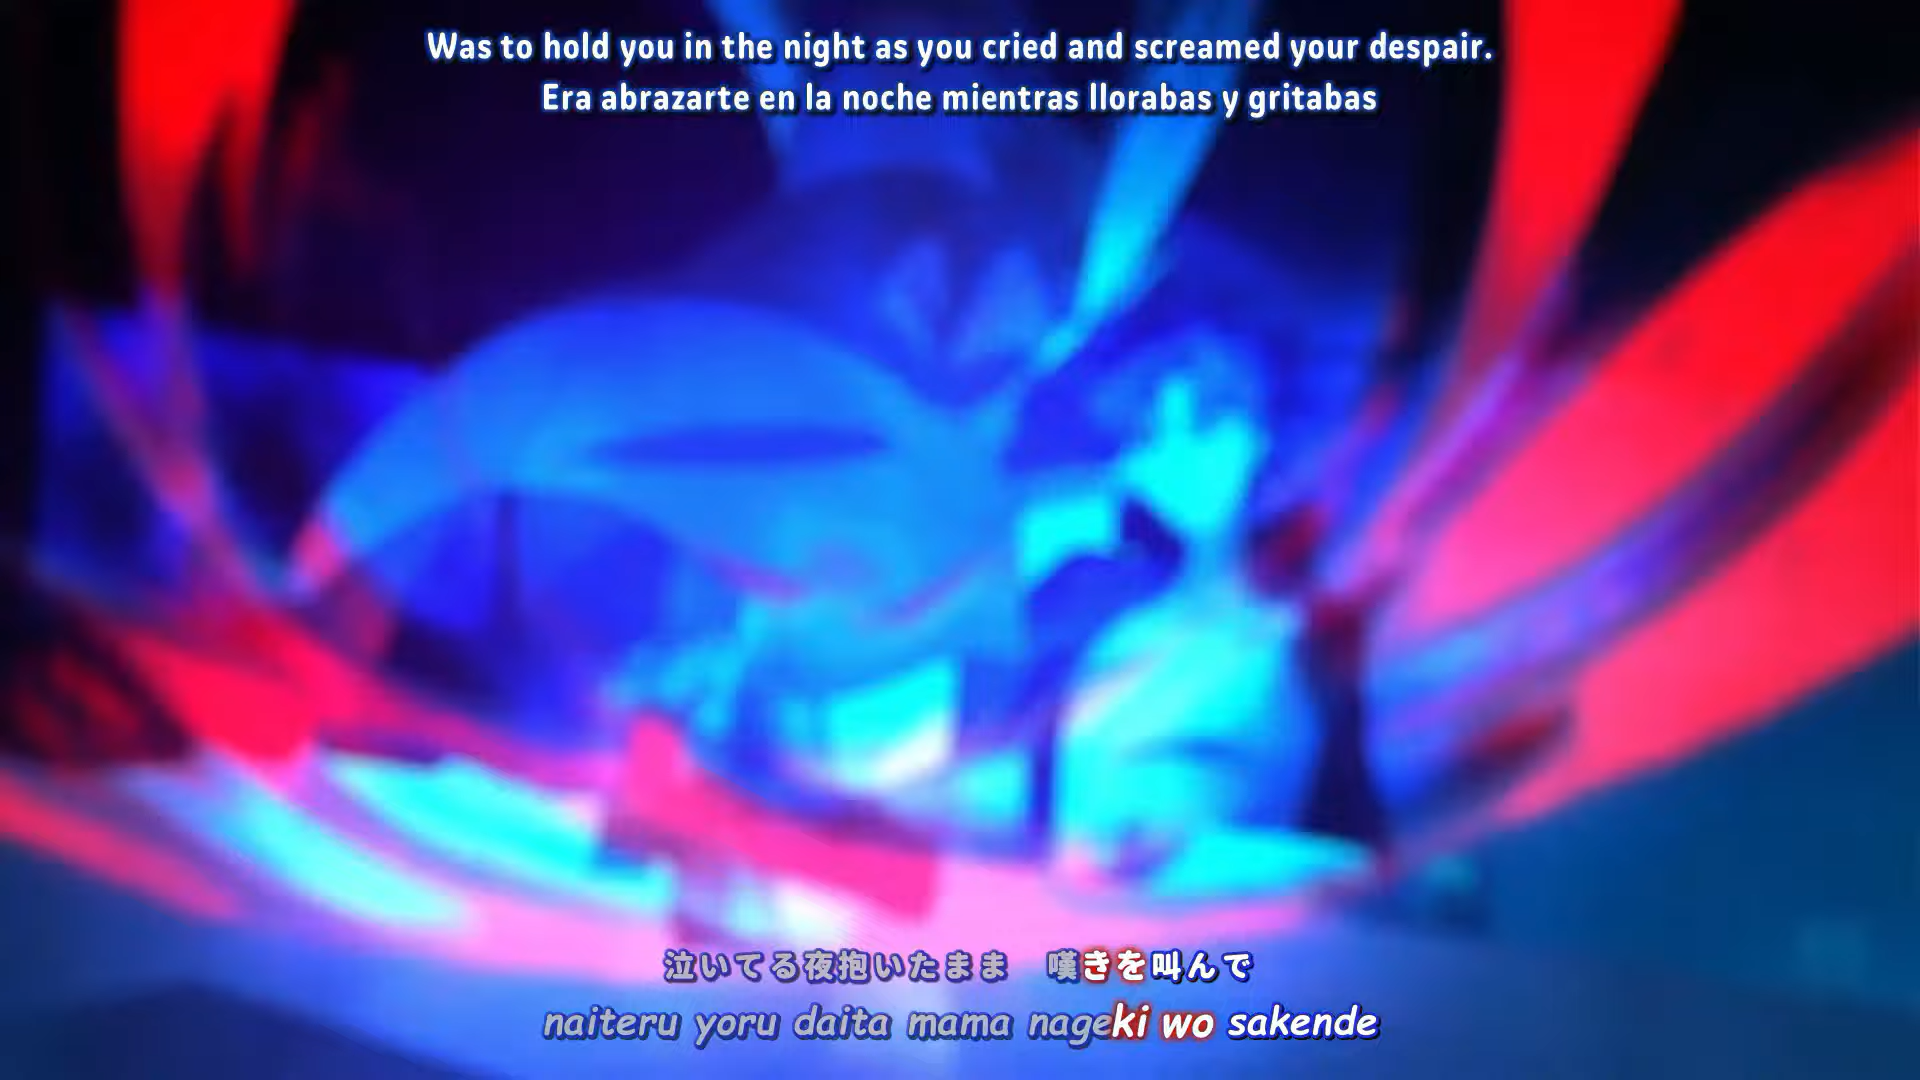 Was to hold you in the night as you cried and screamed your despair.
Era abrazarte en la noche mientras llorabas y gritabas
泣いてる夜抱いたまま　嘆きを叫んで
naiteru yoru daita mama nageki wo sakende